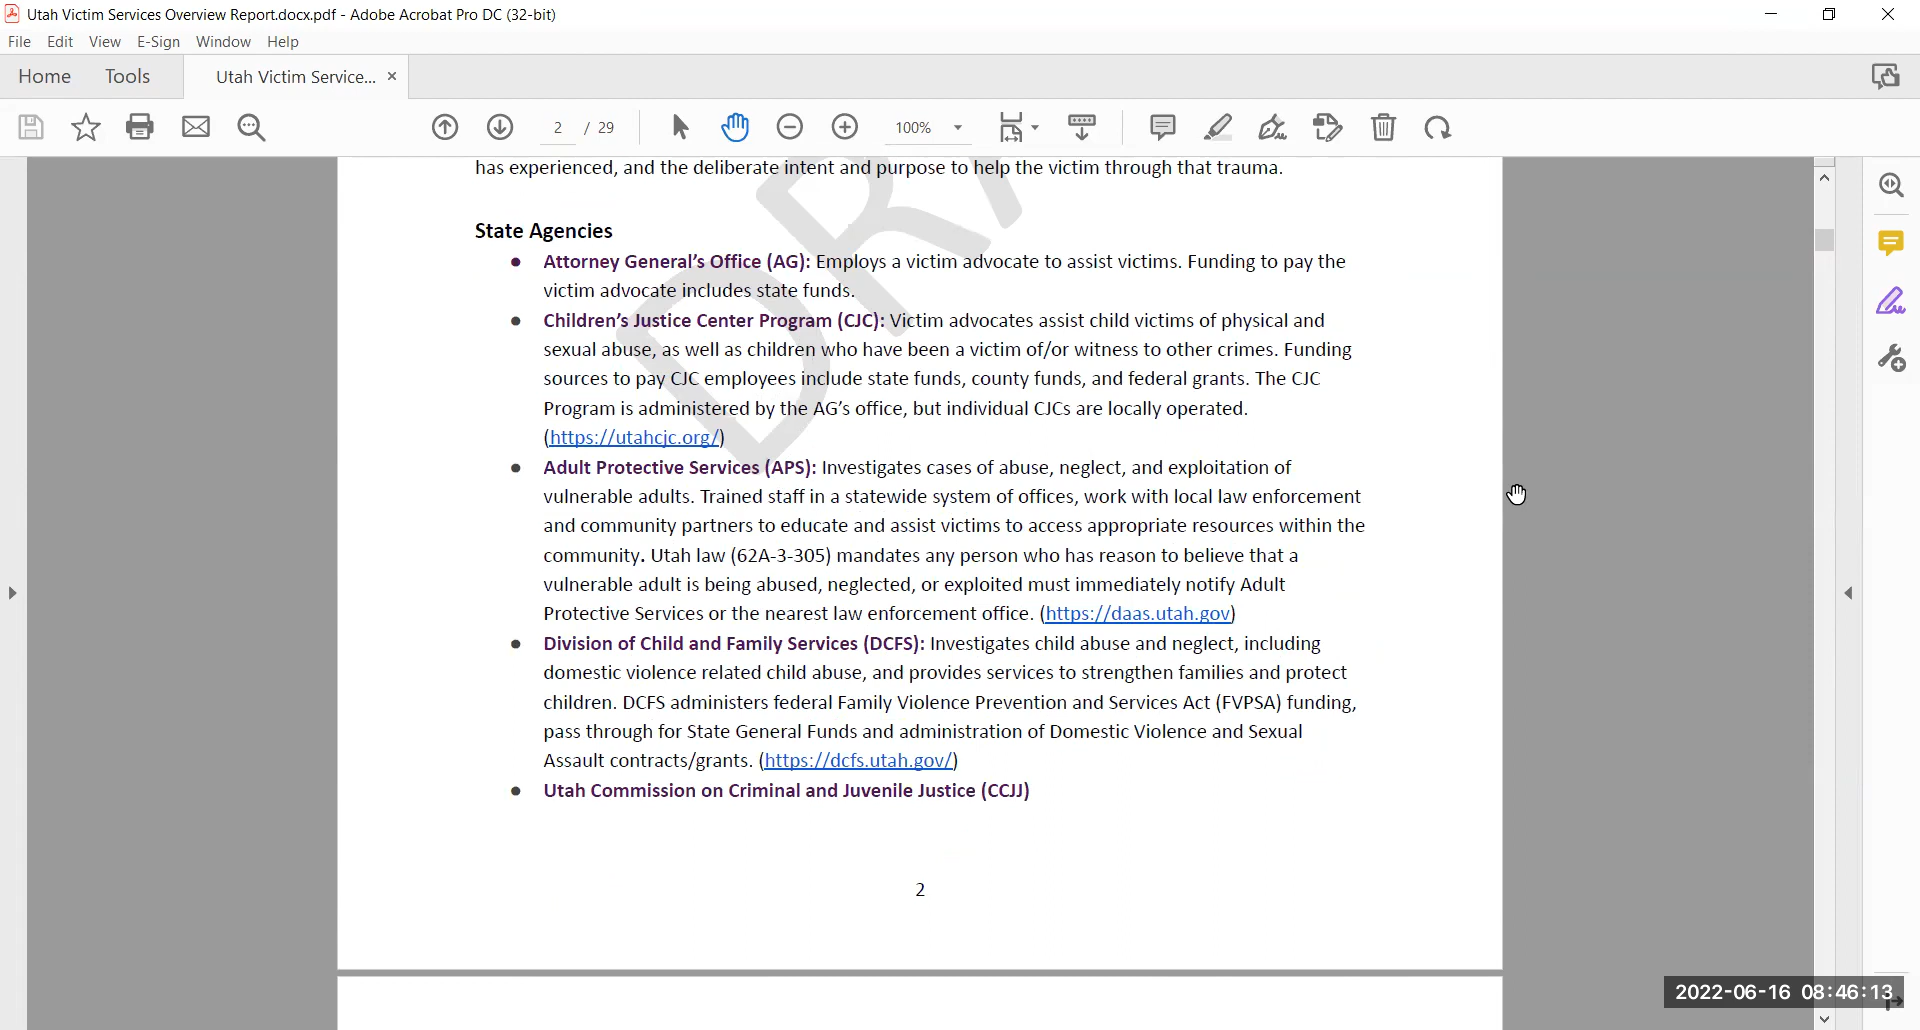 Utah Victim Services Overview Report.docx.pdf - Adobe Acrobat Pro DC (32-bit)
File Edit View E-Sign Window Help
Home Tools Utah Victim Service... ×
2 / 29 100%
has experienced, and the deliberate intent and purpose to help the victim through that trauma.
State Agencies
● Attorney General’s Office (AG): Employs a victim advocate to assist victims. Funding to pay the
victim advocate includes state funds.
● Children’s Justice Center Program (CJC): Victim advocates assist child victims of physical and
sexual abuse, as well as children who have been a victim of/or witness to other crimes. Funding
sources to pay CJC employees include state funds, county funds, and federal grants. The CJC
Program is administered by the AG’s office, but individual CJCs are locally operated.
(https://utahcjc.org/)
● Adult Protective Services (APS): Investigates cases of abuse, neglect, and exploitation of
vulnerable adults. Trained staff in a statewide system of offices, work with local law enforcement
and community partners to educate and assist victims to access appropriate resources within the
community. Utah law (62A-3-305) mandates any person who has reason to believe that a
vulnerable adult is being abused, neglected, or exploited must immediately notify Adult
Protective Services or the nearest law enforcement office. (https://daas.utah.gov)
● Division of Child and Family Services (DCFS): Investigates child abuse and neglect, including
domestic violence related child abuse, and provides services to strengthen families and protect
children. DCFS administers federal Family Violence Prevention and Services Act (FVPSA) funding,
pass through for State General Funds and administration of Domestic Violence and Sexual
Assault contracts/grants. (https://dcfs.utah.gov/)
● Utah Commission on Criminal and Juvenile Justice (CCJJ)
2
2022-06-16 08:46:13